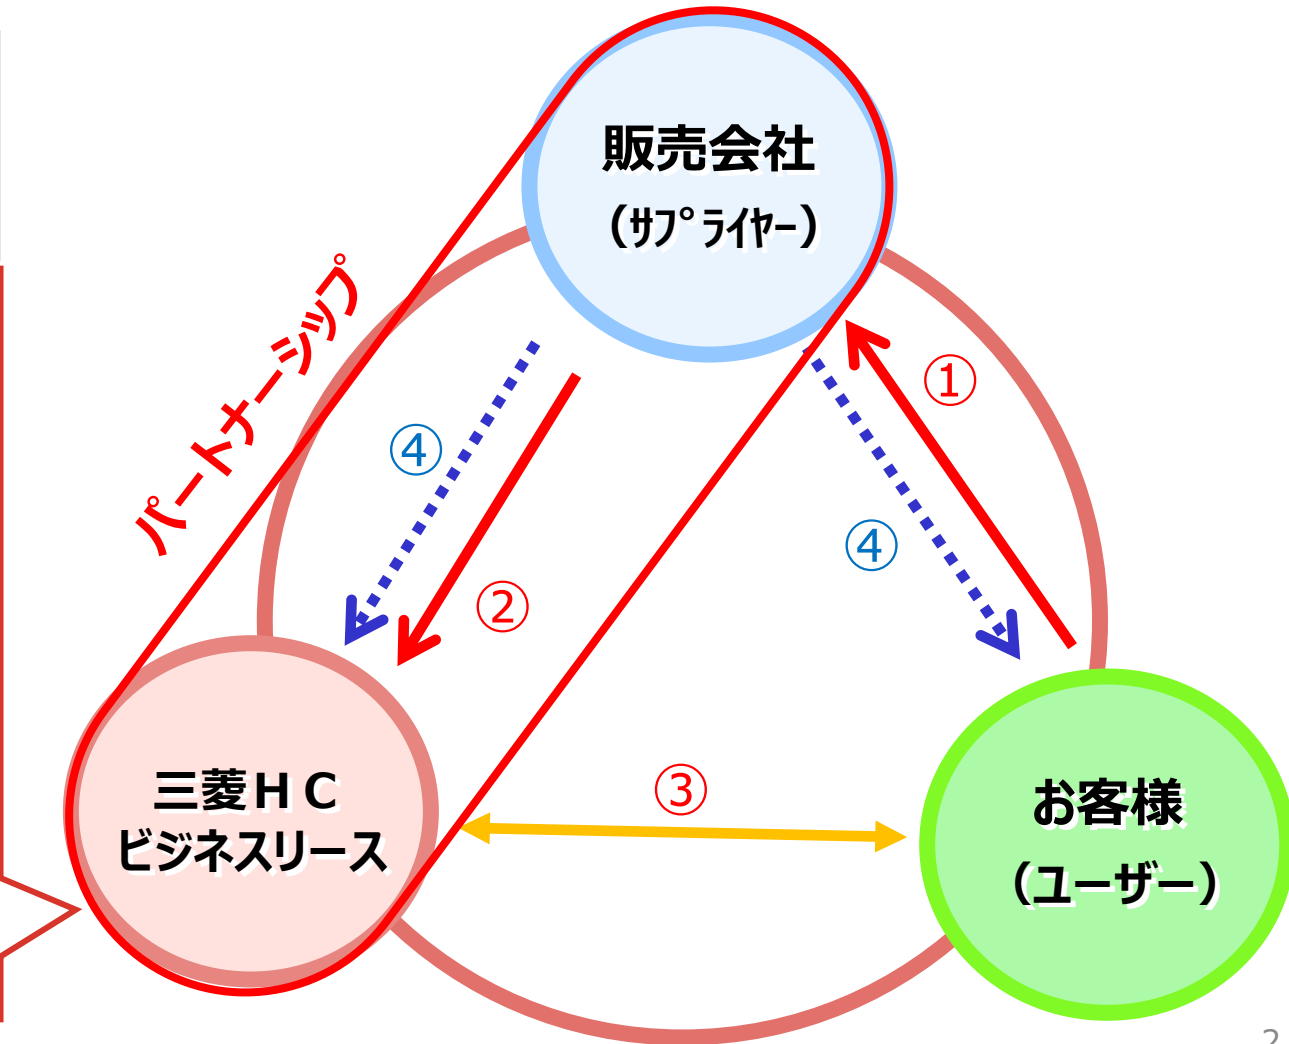 販売会社
（ｻﾌﾟﾗｲﾔｰ）
パートナーシップ
①
④
④
②
③
三菱ＨＣ
ビジネスリース
お客様
（ユーザー）
2